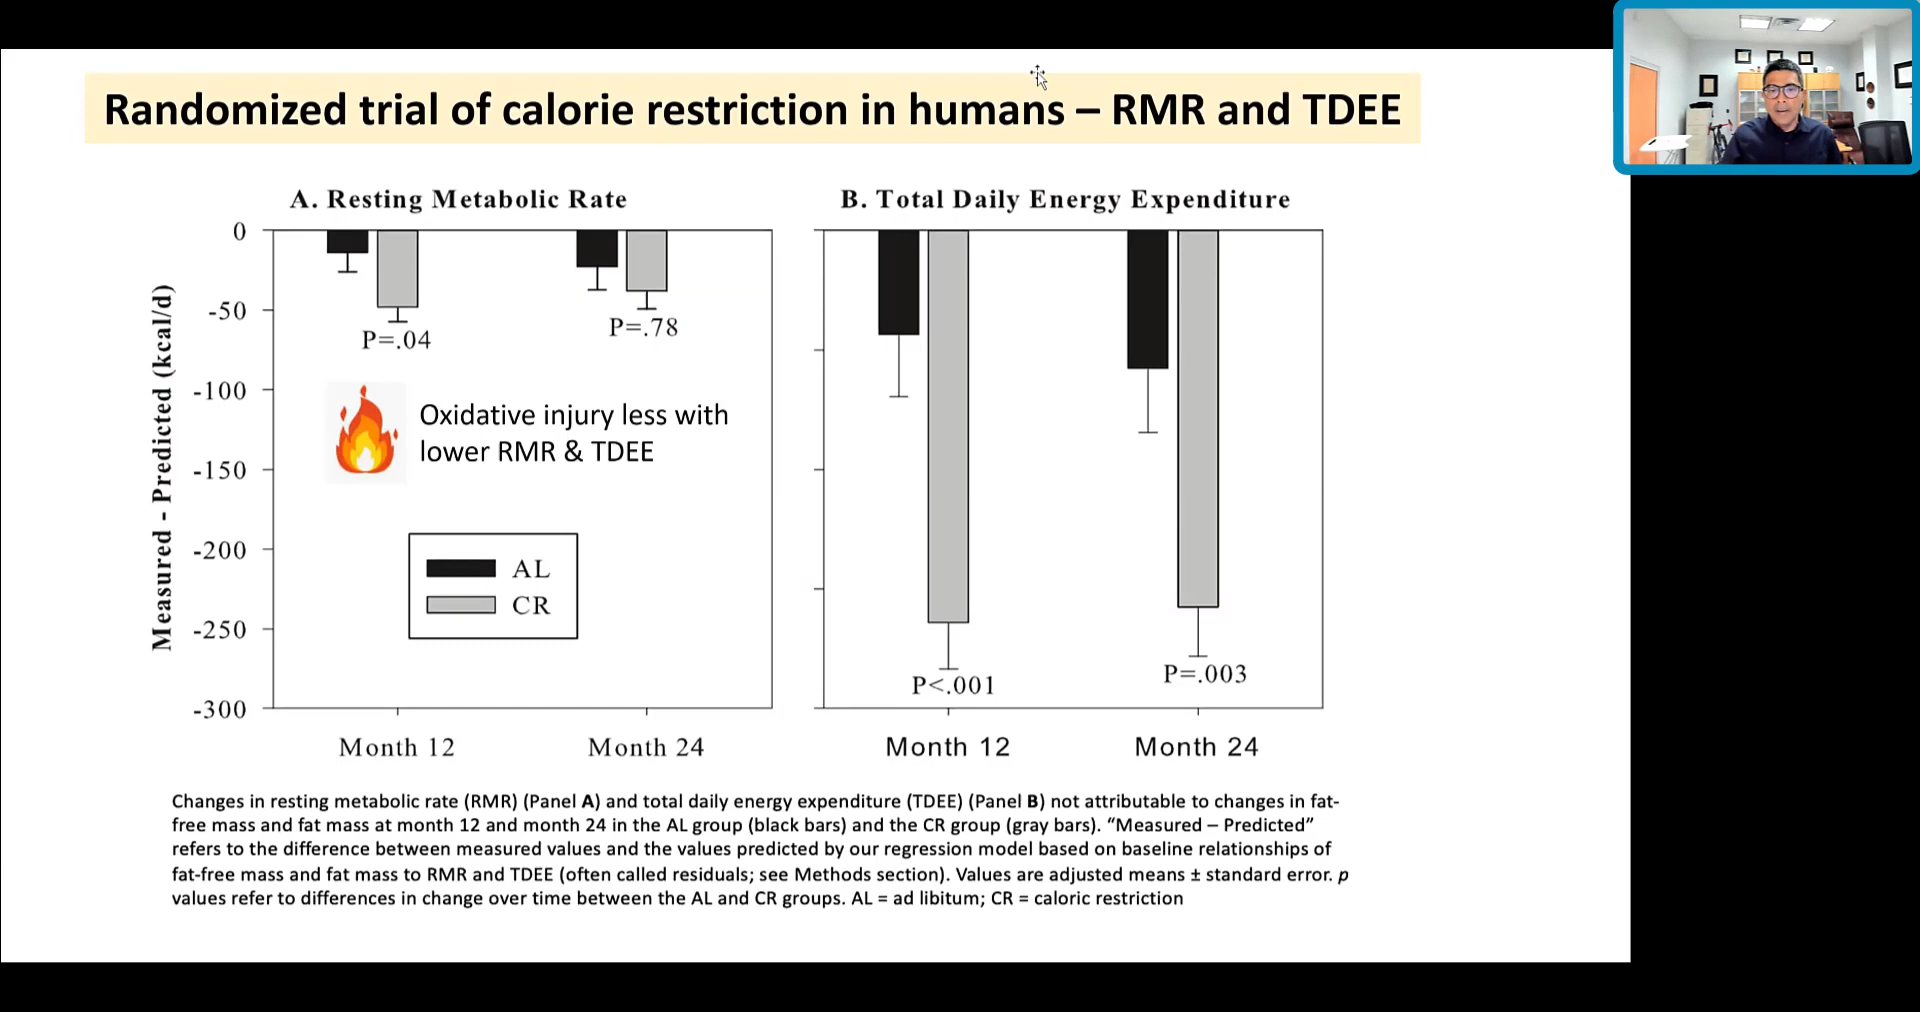 Randomized trial of calorie restriction in humans – RMR and TDEE
A. Resting Metabolic Rate
B. Total Daily Energy Expenditure
Measured - Predicted (kcal/d)
0
-50
-100
-150
-200
-250
-300
P=.04
P=.78
Oxidative injury less with
lower RMR & TDEE
AL
CR
P<.001
P=.003
Month 12
Month 24
Month 12
Month 24
Changes in resting metabolic rate (RMR) (Panel A) and total daily energy expenditure (TDEE) (Panel B) not attributable to changes in fat-
free mass and fat mass at month 12 and month 24 in the AL group (black bars) and the CR group (gray bars). “Measured – Predicted”
refers to the difference between measured values and the values predicted by our regression model based on baseline relationships of
fat-free mass and fat mass to RMR and TDEE (often called residuals; see Methods section). Values are adjusted means ± standard error. p
values refer to differences in change over time between the AL and CR groups. AL = ad libitum; CR = caloric restriction